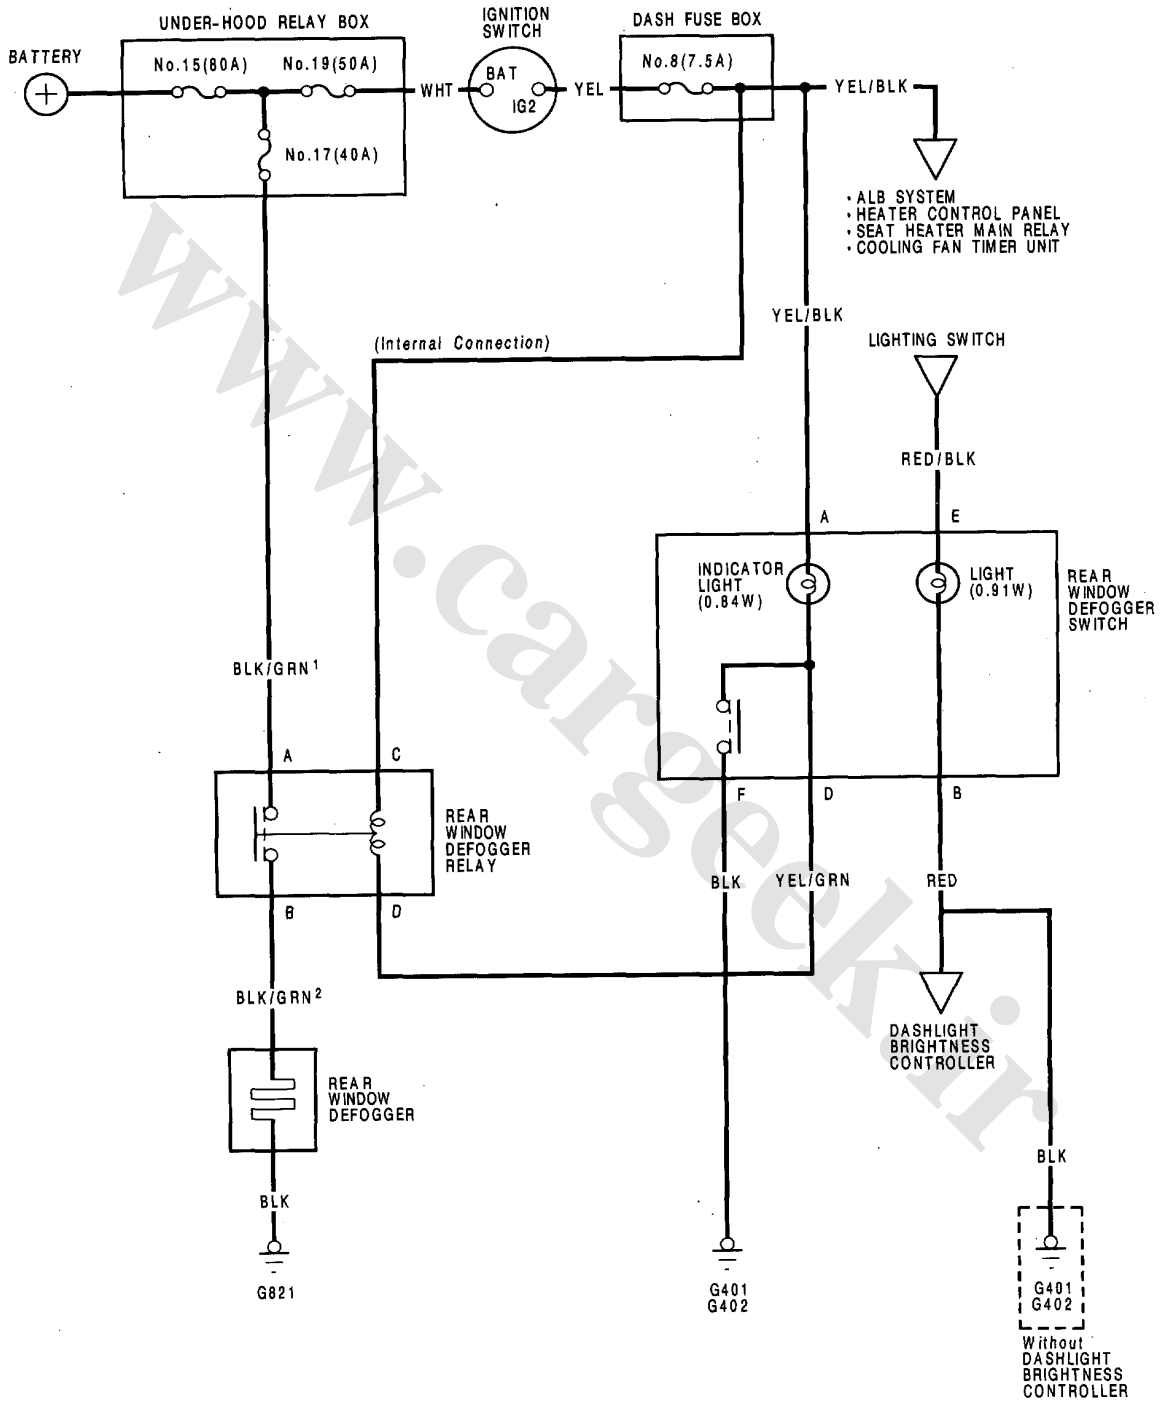 UNDER-HOOD RELAY BOX
IGNITION
SWITCH
DASH FUSE BOX
BATTERY
No.15(80A)
No.19(50A)
WHT
BAT
IG2
YEL
No.8(7.5A)
YEL/BLK
No.17(40A)
• ALB SYSTEM
• HEATER CONTROL PANEL
• SEAT HEATER MAIN RELAY
• COOLING FAN TIMER UNIT
YEL/BLK
(Internal Connection)
LIGHTING SWITCH
RED/BLK
A
E
INDICATOR
LIGHT
(0.84W)
LIGHT
(0.91W)
REAR
WINDOW
DEFOGGER
SWITCH
BLK/GRN1
A
C
F
D
B
REAR
WINDOW
DEFOGGER
RELAY
BLK
YEL/GRN
RED
B
D
BLK/GRN2
DASHLIGHT
BRIGHTNESS
CONTROLLER
REAR
WINDOW
DEFOGGER
BLK
BLK
G821
G401
G402
G401
G402
Without
DASHLIGHT
BRIGHTNESS
CONTROLLER
www.cargeek.ir